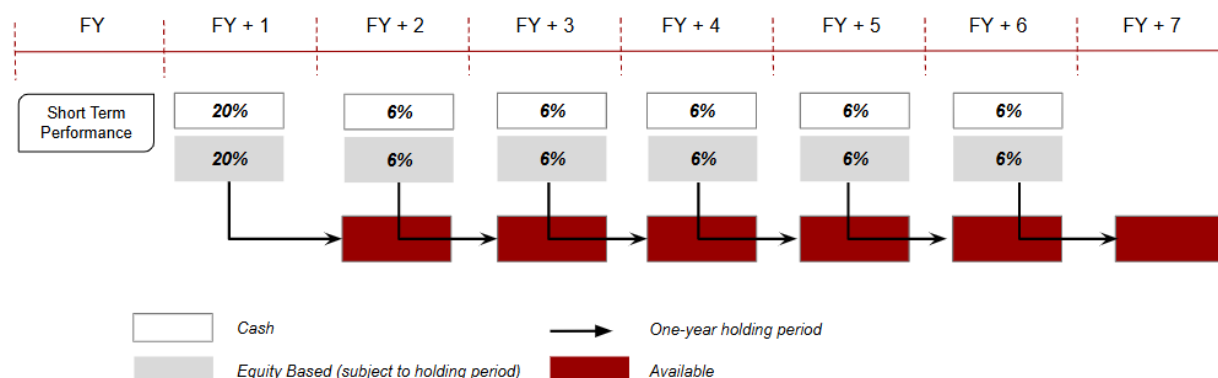 FY FY + 1 FY + 2 FY + 3 FY + 4 FY + 5 FY + 6 FY + 7
Short Term
Performance
20% 6% 6% 6% 6% 6%
20% 6% 6% 6% 6% 6%
Cash One-year holding period
Equity Based (subject to holding period) Available